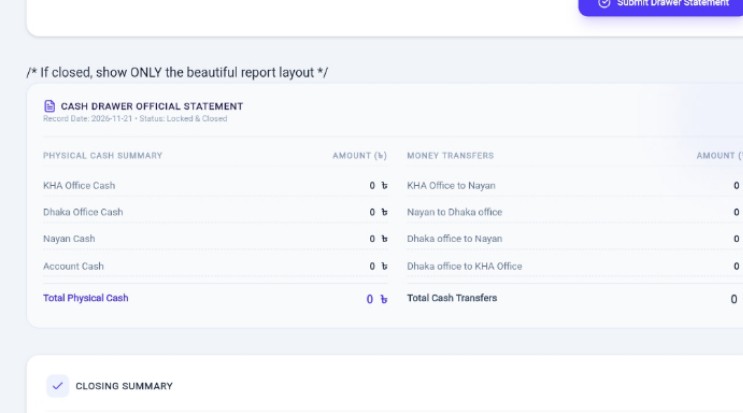 Submit Drawer Statement
/* If closed, show ONLY the beautiful report layout */
CASH DRAWER OFFICIAL STATEMENT
Record Date: 2026-11-21 • Status: Locked & Closed
PHYSICAL CASH SUMMARY AMOUNT (৳) MONEY TRANSFERS AMOUNT (
KHA Office Cash 0 ৳ KHA Office to Nayan 0
Dhaka Office Cash 0 ৳ Nayan to Dhaka office 0
Nayan Cash 0 ৳ Dhaka office to Nayan 0
Account Cash 0 ৳ Dhaka office to KHA Office 0
Total Physical Cash 0 ৳ Total Cash Transfers 0
CLOSING SUMMARY